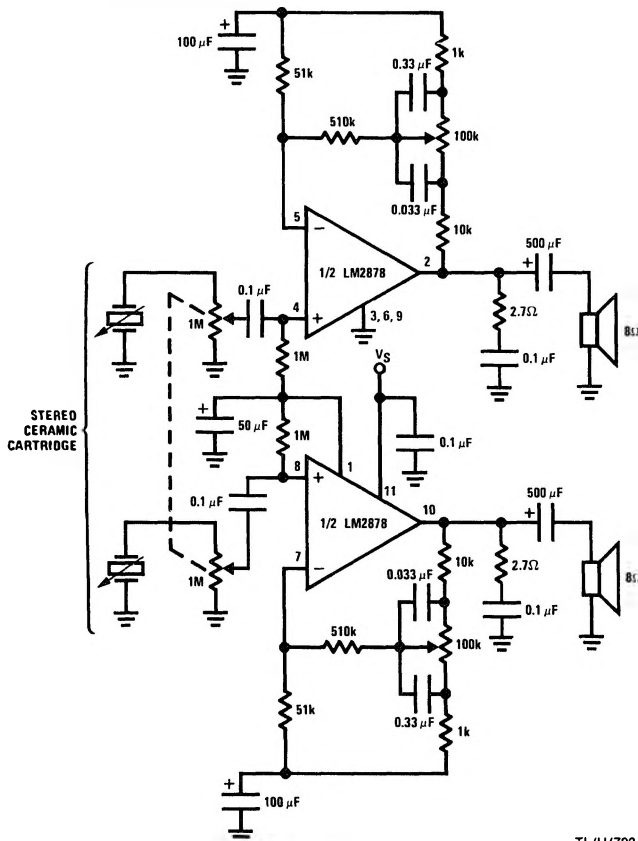 100 µF
+
51k
0.33 µF
1k
510k
100k
0.033 µF
10k
5
−
1/2 LM2878
2
500 µF
+
4
+
3, 6, 9
0.1 µF
1M
2.7Ω
0.1 µF
8Ω
1M
VS
STEREO
CERAMIC
CARTRIDGE
50 µF
+
1M
0.1 µF
8
+
1
11
0.1 µF
1/2 LM2878
10
500 µF
+
7
−
1M
10k
2.7Ω
0.1 µF
8Ω
0.033 µF
510k
100k
0.33 µF
51k
1k
+
100 µF